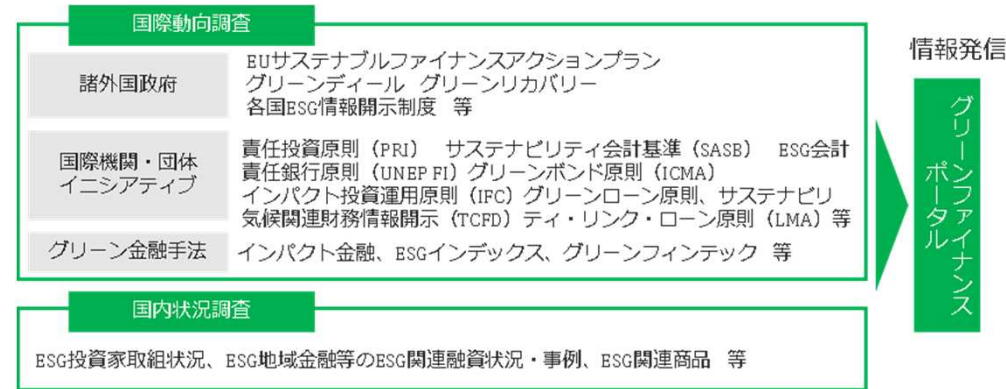 国際動向調査
諸外国政府
EUサステナブルファイナンスアクションプラン
グリーンディール グリーンリカバリー
各国ESG情報開示制度 等
国際機関・団体
イニシアティブ
責任投資原則（PRI） サステナビリティ会計基準（SASB） ESG会計
責任銀行原則（UNEP FI）グリーンボンド原則（ICMA）
インパクト投資運用原則（IFC）グリーンローン原則、サステナビリ
気候関連財務情報開示（TCFD）ティ・リンク・ローン原則（LMA）等
グリーン金融手法
インパクト金融、ESGインデックス、グリーンフィンテック 等
国内状況調査
ESG投資家取組状況、ESG地域金融等のESG関連融資状況・事例、ESG関連商品 等
情報発信
グリーンファイナンス
ポータル